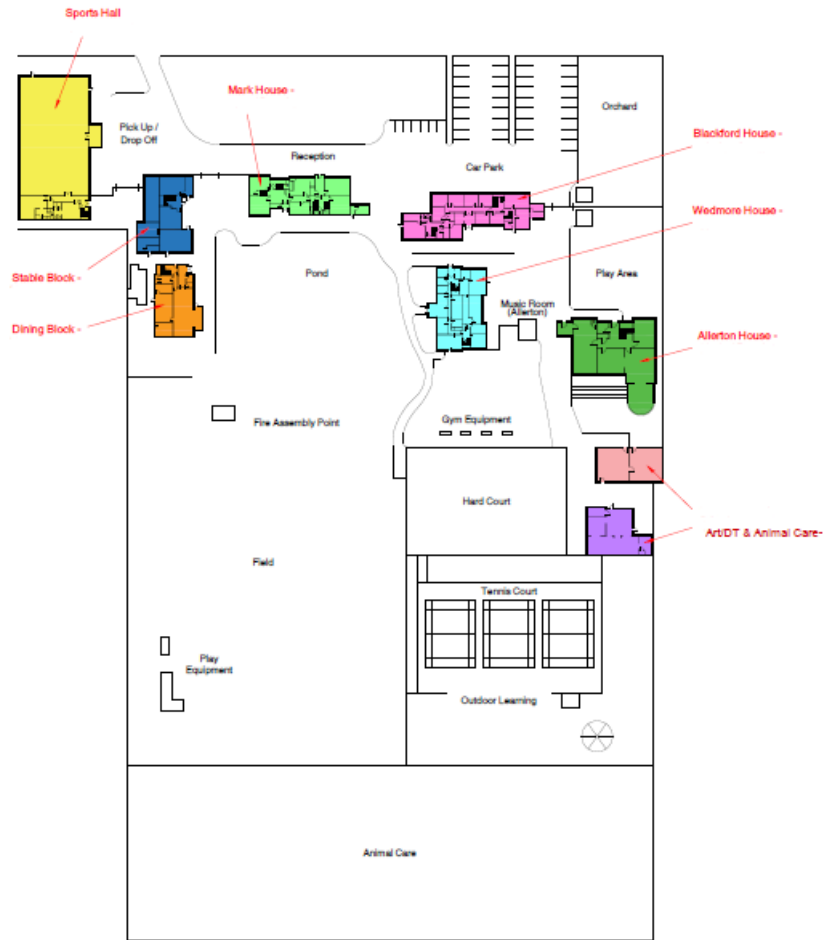 Sports Hall
Mark House -
Orchard
Pick Up /
Drop Off
Blackford House -
Reception
Car Park
Wedmore House -
Stable Block -
Pond
Play Area
Music Room
(Allerton)
Dining Block -
Allerton House -
Fire Assembly Point
Gym Equipment
Hard Court
Art/DT & Animal Care-
Field
Tennis Court
Play
Equipment
Outdoor Learning
Animal Care